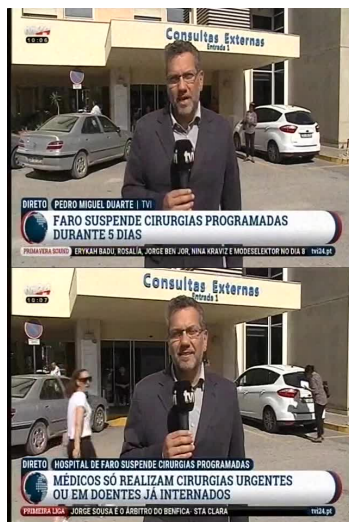 Consultas Externas
Entrada 1
10:06
tvi
DIRETO PEDRO MIGUEL DUARTE | TVI
FARO SUSPENDE CIRURGIAS PROGRAMADAS
DURANTE 5 DIAS
PRIMAVERA SOUND ERYKAH BADU, ROSALÍA, JORGE BEN JOR, NINA KRAVIZ E MODESELEKTOR NO DIA 8 tvi24.pt
Consultas Externas
Entrada 1
10:07
tvi
DIRETO HOSPITAL DE FARO SUSPENDE CIRURGIAS PROGRAMADAS
MÉDICOS SÓ REALIZAM CIRURGIAS URGENTES
OU EM DOENTES JÁ INTERNADOS
PRIMEIRA LIGA JORGE SOUSA É O ÁRBITRO DO BENFICA- STA CLARA tvi24.pt